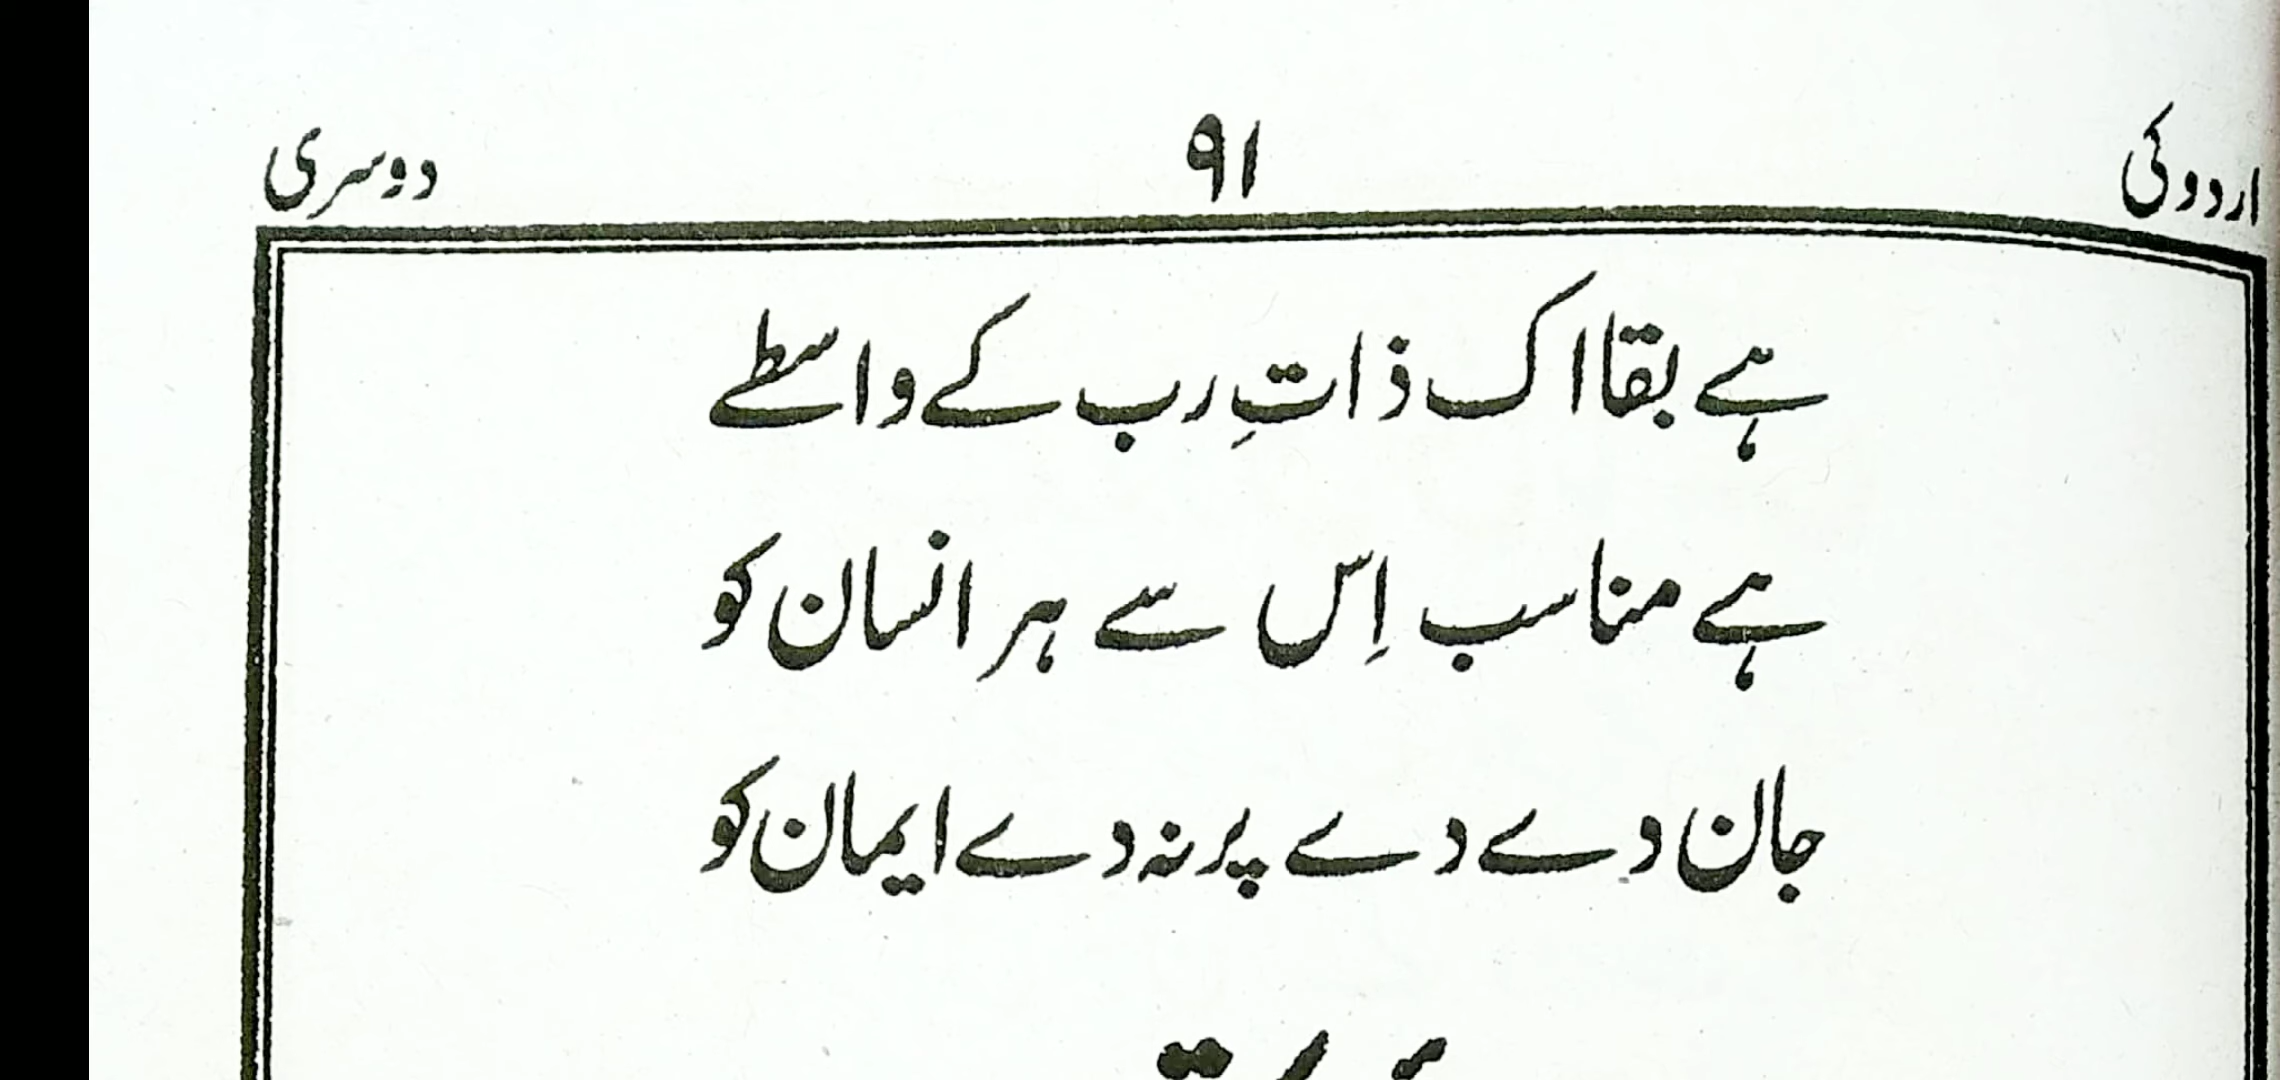 اردو کی ۹۱ دوسری
ہے بقا اک ذاتِ رب کے واسطے
ہے مناسب اِس سے ہر انسان کو
جان دے دے پر نہ دے ایمان کو